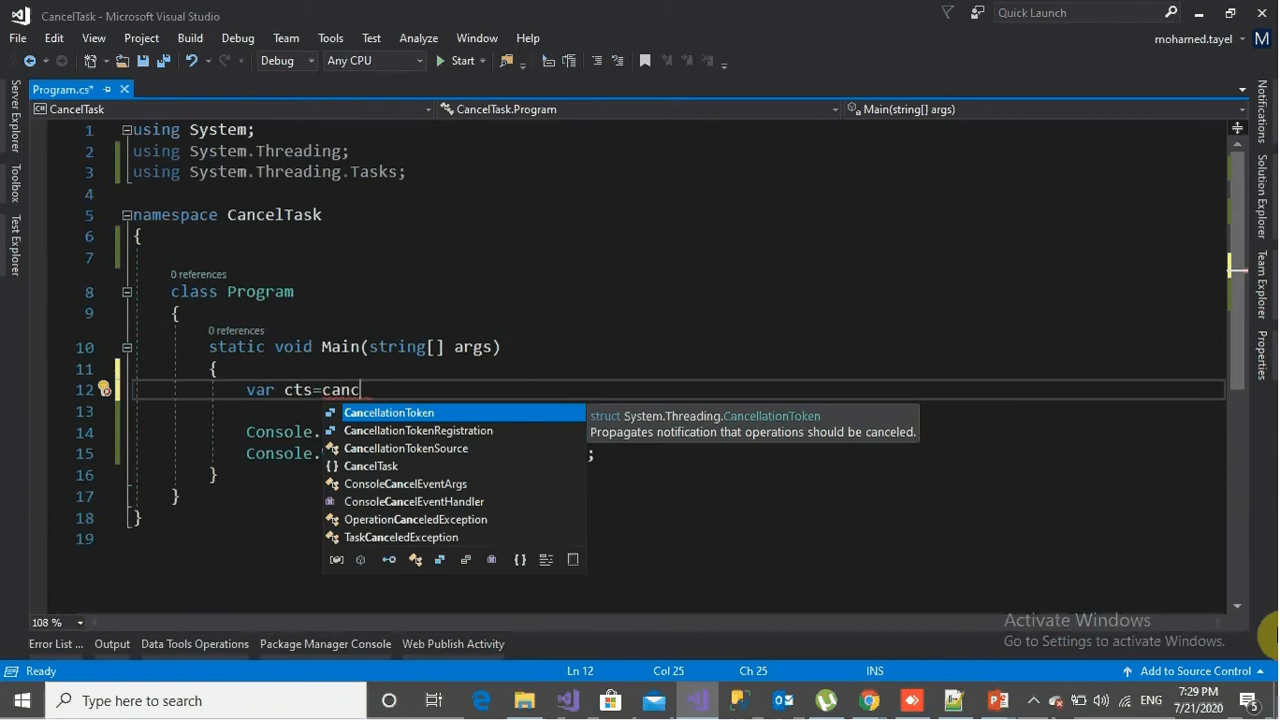 CancelTask - Microsoft Visual Studio
Quick Launch
File Edit View Project Build Debug Team Tools Test Analyze Window Help
mohamed.tayel M
Debug Any CPU Start
Program.cs*
CancelTask CancelTask.Program Main(string[] args)
Server Explorer
Toolbox
Test Explorer
1 using System;
2 using System.Threading;
3 using System.Threading.Tasks;
4
5 namespace CancelTask
6 {
7
0 references
8 class Program
9 {
0 references
10 static void Main(string[] args)
11 {
12 var cts=canc
13
14 Console.
15 Console. ;
16 }
17 }
18 }
19
CancellationToken
CancellationTokenRegistration
CancellationTokenSource
CancelTask
ConsoleCancelEventArgs
ConsoleCancelEventHandler
OperationCanceledException
TaskCanceledException
struct System.Threading.CancellationToken
Propagates notification that operations should be canceled.
Notifications
Solution Explorer
Team Explorer
Properties
108 %
Activate Windows
Go to Settings to activate Windows.
Error List ... Output Data Tools Operations Package Manager Console Web Publish Activity
Ready Ln 12 Col 25 Ch 25 INS Add to Source Control
Type here to search
ENG
7:29 PM
7/21/2020
5